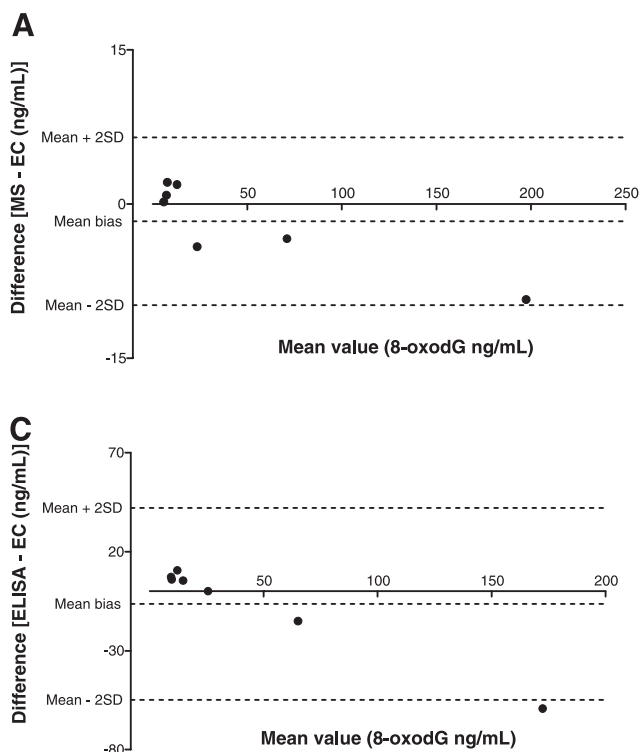 A
Difference [MS - EC (ng/mL)]
15
Mean + 2SD
0
50
100
150
200
250
Mean bias
Mean - 2SD
-15
Mean value (8-oxodG ng/mL)
C
Difference [ELISA - EC (ng/mL)]
70
Mean + 2SD
20
50
100
150
200
Mean bias
-30
Mean - 2SD
-80
Mean value (8-oxodG ng/mL)